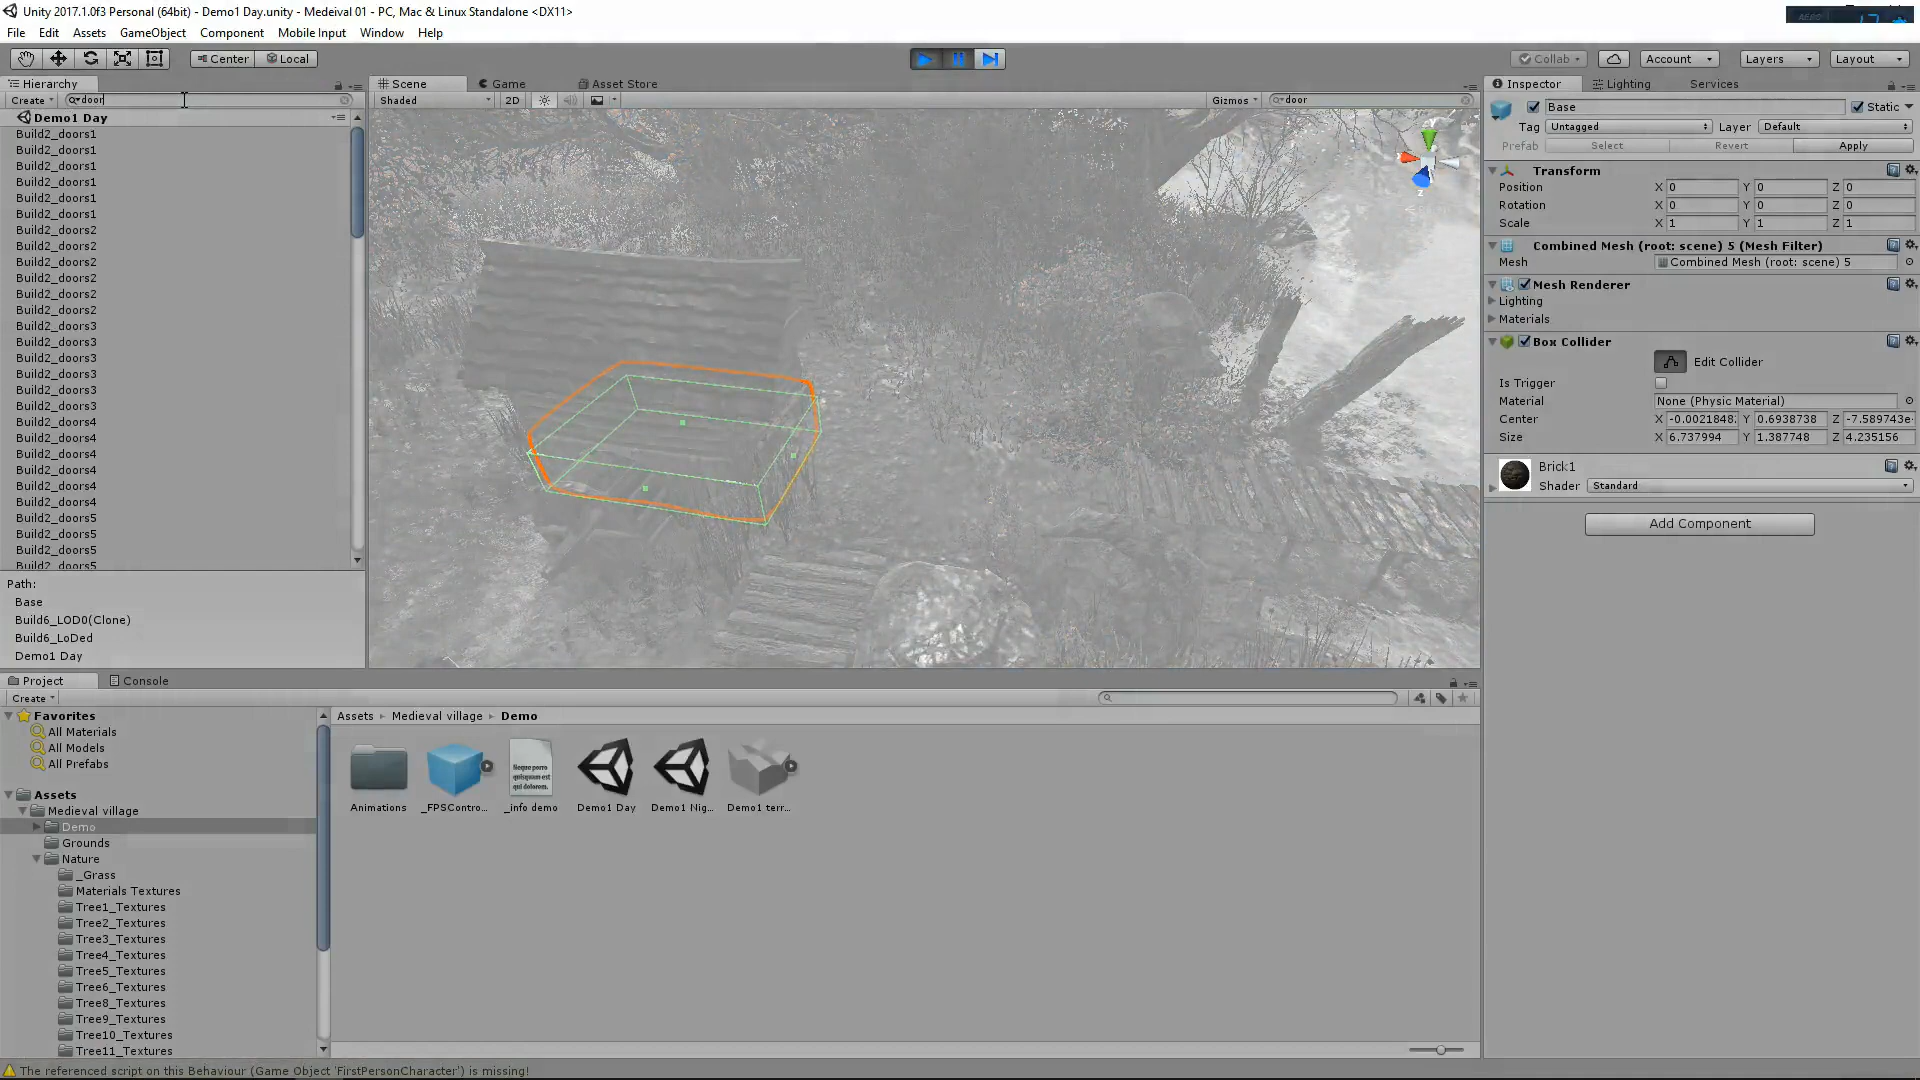 Unity 2017.1.0f3 Personal (64bit) - Demo1 Day.unity - Medeival 01 - PC, Mac & Linux Standalone <DX11>
File Edit Assets GameObject Component Mobile Input Window Help
Center Local Collab Account Layers Layout
Hierarchy
Create door
Demo1 Day
Build2_doors1
Build2_doors1
Build2_doors1
Build2_doors1
Build2_doors1
Build2_doors1
Build2_doors2
Build2_doors2
Build2_doors2
Build2_doors2
Build2_doors2
Build2_doors2
Build2_doors3
Build2_doors3
Build2_doors3
Build2_doors3
Build2_doors3
Build2_doors3
Build2_doors4
Build2_doors4
Build2_doors4
Build2_doors4
Build2_doors4
Build2_doors4
Build2_doors5
Build2_doors5
Build2_doors5
Build2_doors5
Path:
Base
Build6_LOD0(Clone)
Build6_LoDed
Demo1 Day
Scene Game Asset Store
Shaded 2D Gizmos door
Inspector Lighting Services
Base Static
Tag Untagged Layer Default
Prefab Select Revert Apply
Transform
Position X 0 Y 0 Z 0
Rotation X 0 Y 0 Z 0
Scale X 1 Y 1 Z 1
Combined Mesh (root: scene) 5 (Mesh Filter)
Mesh Combined Mesh (root: scene) 5
Mesh Renderer
Lighting
Materials
Box Collider
Edit Collider
Is Trigger
Material None (Physic Material)
Center X -0.00218482 Y 0.6938738 Z -7.589743e-
Size X 6.737994 Y 1.387748 Z 4.235156
Brick1
Shader Standard
Add Component
Project Console
Create
Favorites
All Materials
All Models
All Prefabs
Assets
Medieval village
Demo
Grounds
Nature
_Grass
Materials Textures
Tree1_Textures
Tree2_Textures
Tree3_Textures
Tree4_Textures
Tree5_Textures
Tree6_Textures
Tree8_Textures
Tree9_Textures
Tree10_Textures
Tree11_Textures
Assets Medieval village Demo
Neque porro
quisquam est
qui dolorem.
Animations _FPSContro... _info demo Demo1 Day Demo1 Nig... Demo1 terr...
The referenced script on this Behaviour (Game Object 'FirstPersonCharacter') is missing!